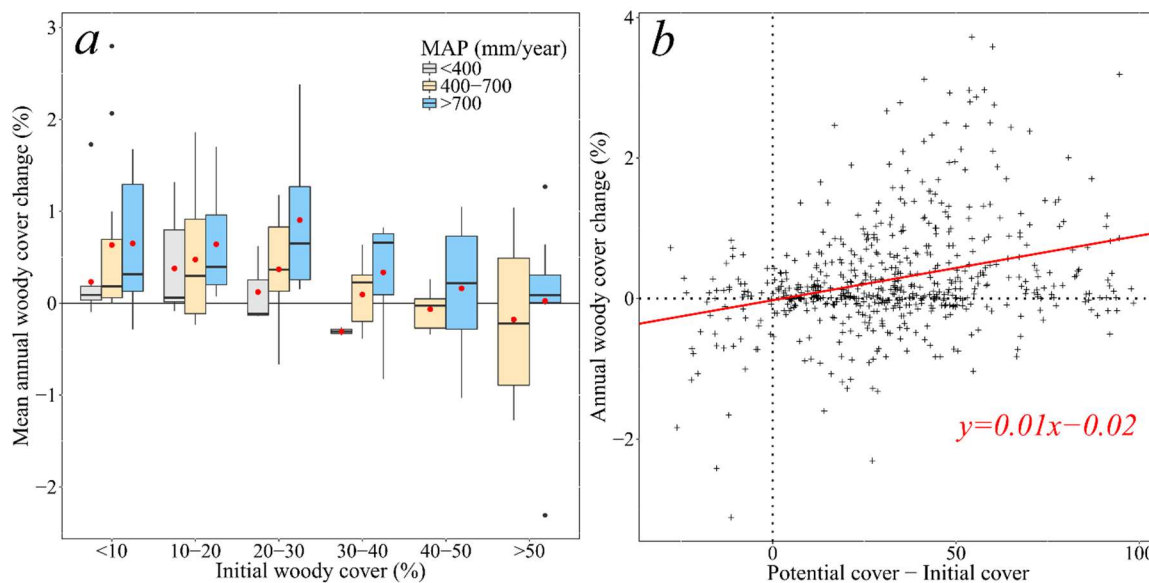 a
MAP (mm/year)
<400
400−700
>700
Mean annual woody cover change (%)
3
2
1
0
−1
−2
<10
10−20
20−30
30−40
40−50
>50
Initial woody cover (%)
b
Annual woody cover change (%)
4
2
0
−2
y=0.01x−0.02
0
50
100
Potential cover − Initial cover